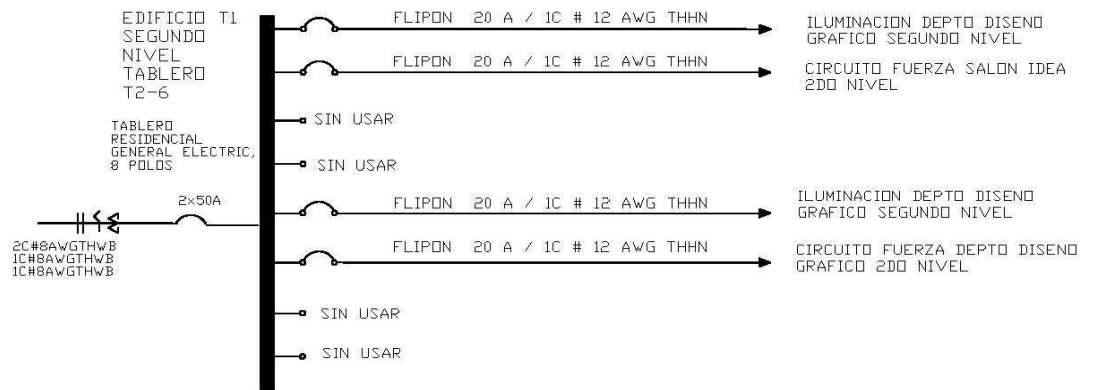 EDIFICIO T1
SEGUNDO
NIVEL
TABLERO
T2-6
TABLERO
RESIDENCIAL
GENERAL ELECTRIC,
8 POLOS
2x50A
2C#8AWGTHWB
1C#8AWGTHWB
1C#8AWGTHWB
FLIPON 20 A / 1C # 12 AWG THHN
ILUMINACION DEPTO DISENO
GRAFICO SEGUNDO NIVEL
FLIPON 20 A / 1C # 12 AWG THHN
CIRCUITO FUERZA SALON IDEA
2DO NIVEL
SIN USAR
SIN USAR
FLIPON 20 A / 1C # 12 AWG THHN
ILUMINACION DEPTO DISENO
GRAFICO SEGUNDO NIVEL
FLIPON 20 A / 1C # 12 AWG THHN
CIRCUITO FUERZA DEPTO DISENO
GRAFICO 2DO NIVEL
SIN USAR
SIN USAR